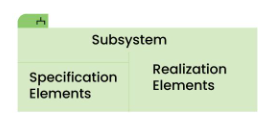 Subsystem
Specification
Elements
Realization
Elements